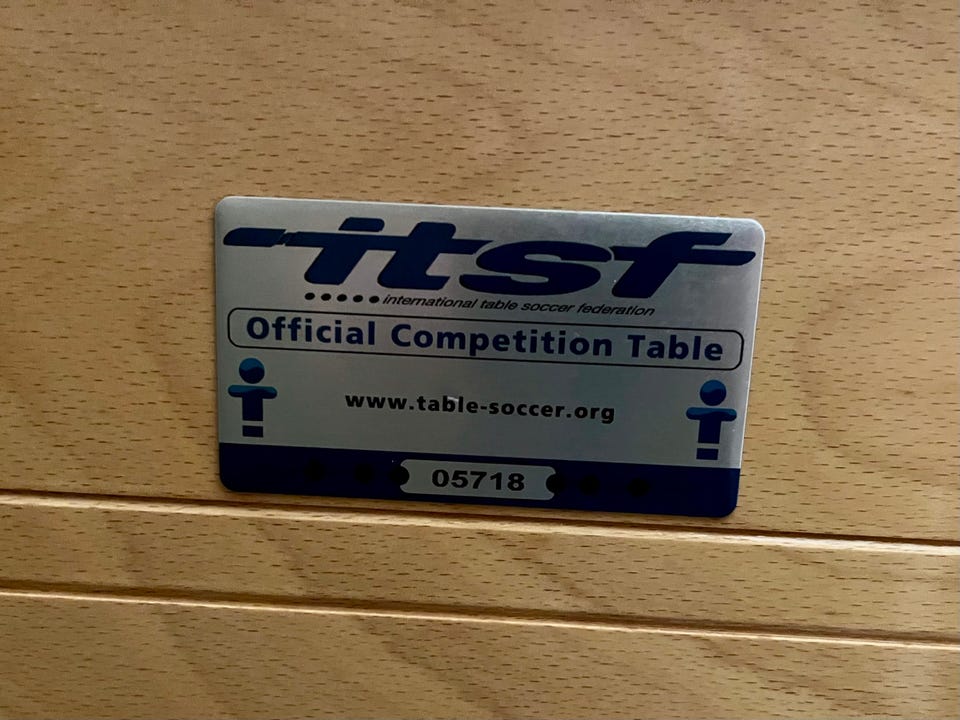 itsf
international table soccer federation
Official Competition Table
www.table-soccer.org
05718